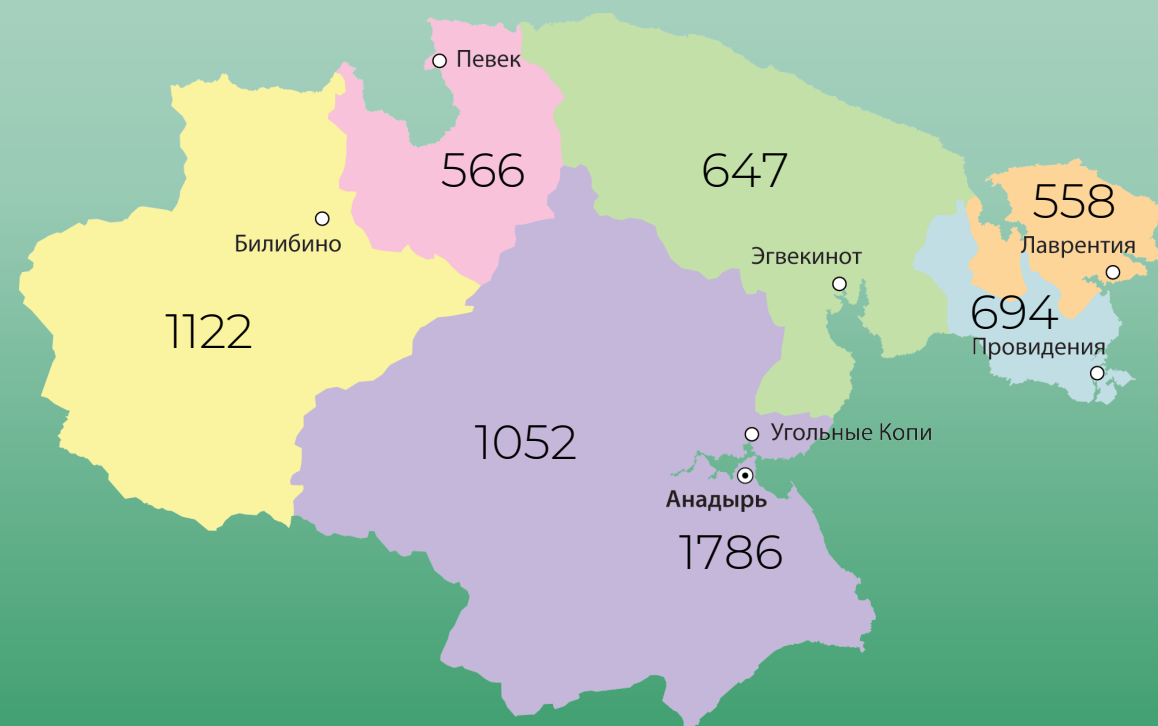 Певек
566
647
558
Билибино
Эгвекинот
Лаврентия
1122
694
Провидения
1052
Угольные Копи
Анадырь
1786